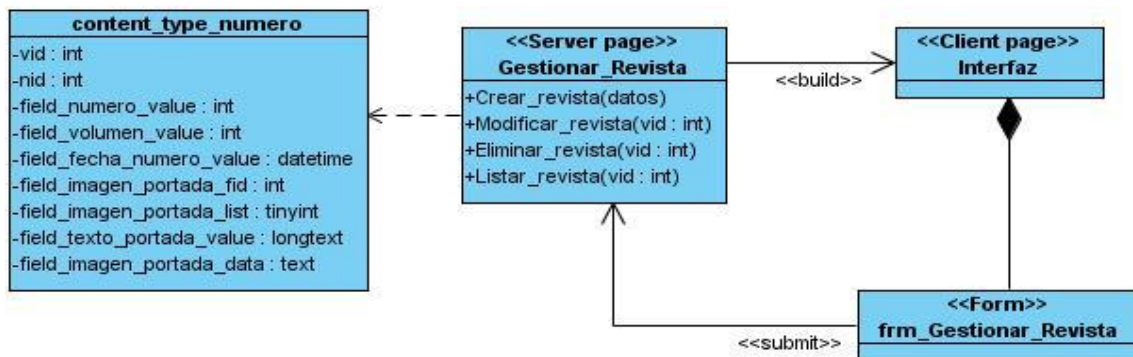 content_type_numero
-vid : int
-nid : int
-field_numero_value : int
-field_volumen_value : int
-field_fecha_numero_value : datetime
-field_imagen_portada_fid : int
-field_imagen_portada_list : tinyint
-field_texto_portada_value : longtext
-field_imagen_portada_data : text
<<Server page>>
Gestionar_Revista
+Crear_revista(datos)
+Modificar_revista(vid : int)
+Eliminar_revista(vid : int)
+Listar_revista(vid : int)
<<build>>
<<Client page>>
Interfaz
<<submit>>
<<Form>>
frm_Gestionar_Revista